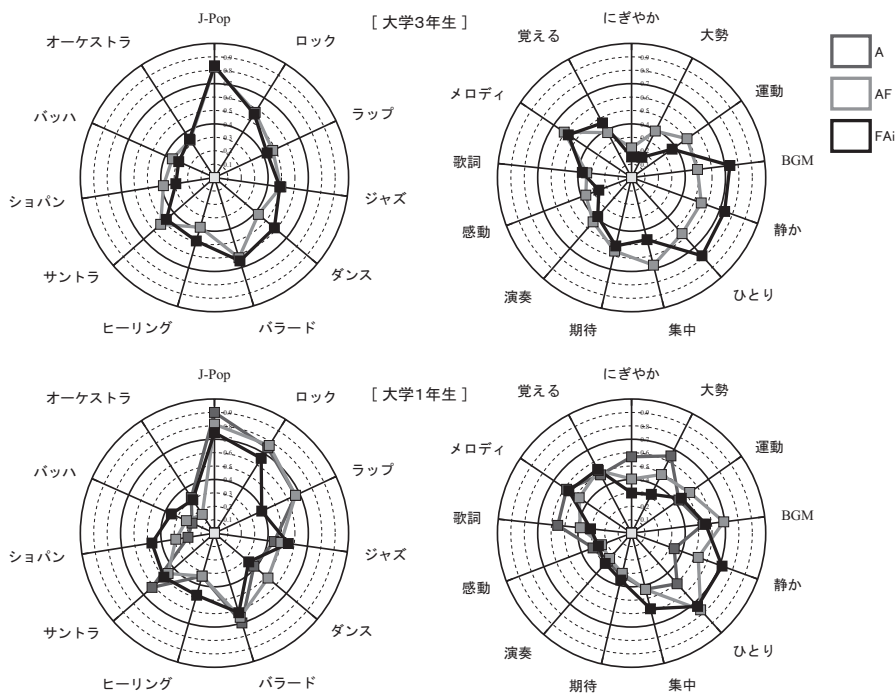 [ 大学3年生 ]
J-Pop
ロック
ラップ
ジャズ
ダンス
バラード
ヒーリング
サントラ
ショパン
バッハ
オーケストラ
にぎやか
大勢
運動
BGM
静か
ひとり
集中
期待
演奏
感動
歌詞
メロディ
覚える
A
AF
FAi
[ 大学1年生 ]
J-Pop
ロック
ラップ
ジャズ
ダンス
バラード
ヒーリング
サントラ
ショパン
バッハ
オーケストラ
にぎやか
大勢
運動
BGM
静か
ひとり
集中
期待
演奏
感動
歌詞
メロディ
覚える